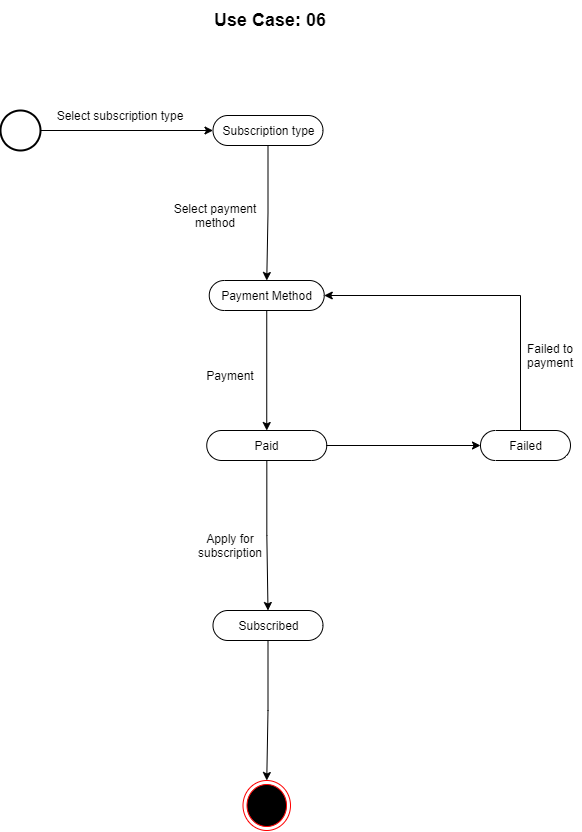 Use Case: 06
Select subscription type
Subscription type
Select payment
method
Payment Method
Failed to
payment
Payment
Paid
Failed
Apply for
subscription
Subscribed